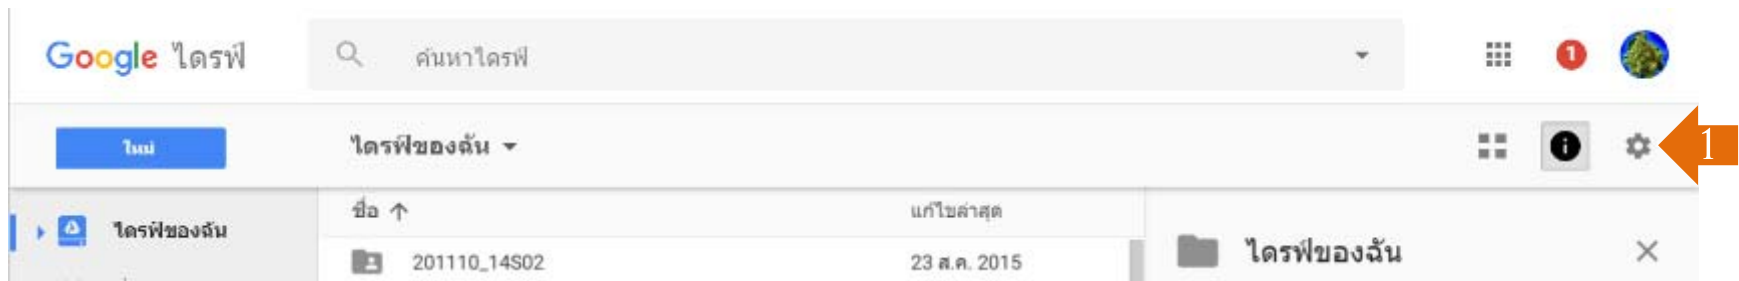 Google ไดรฟ์
ค้นหาไดรฟ์
1
ใหม่
ไดรฟ์ของฉัน
1
ชื่อ
แก้ไขล่าสุด
ไดรฟ์ของฉัน
ไดรฟ์ของฉัน
201110_14S02
23 ส.ค. 2015